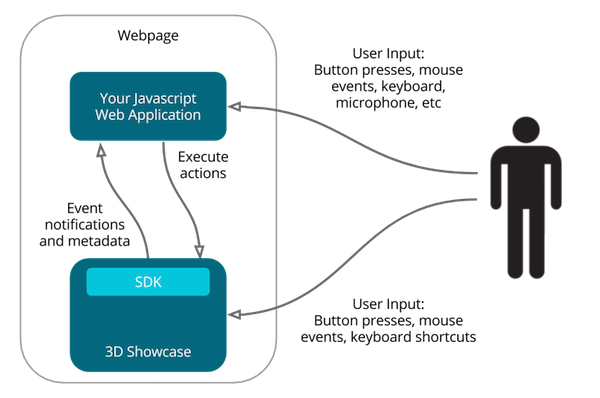 Webpage
Your Javascript
Web Application
User Input:
Button presses, mouse
events, keyboard,
microphone, etc
Execute
actions
Event
notifications
and metadata
SDK
3D Showcase
User Input:
Button presses, mouse
events, keyboard shortcuts